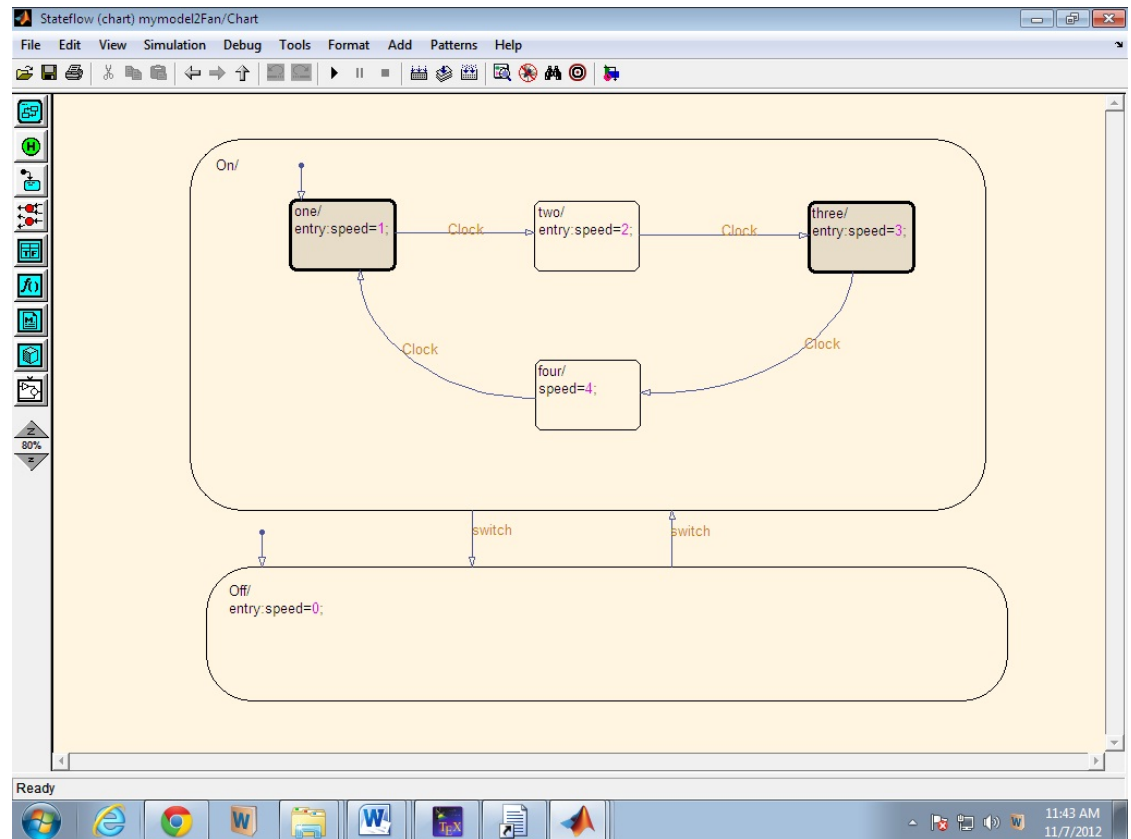 Stateflow (chart) mymodel2Fan/Chart
File Edit View Simulation Debug Tools Format Add Patterns Help
On/
one/
entry:speed=1;
Clock
two/
entry:speed=2;
Clock
three/
entry:speed=3;
Clock
Clock
four/
speed=4;
Z
80%
z
switch
switch
Off/
entry:speed=0;
Ready
11:43 AM
11/7/2012